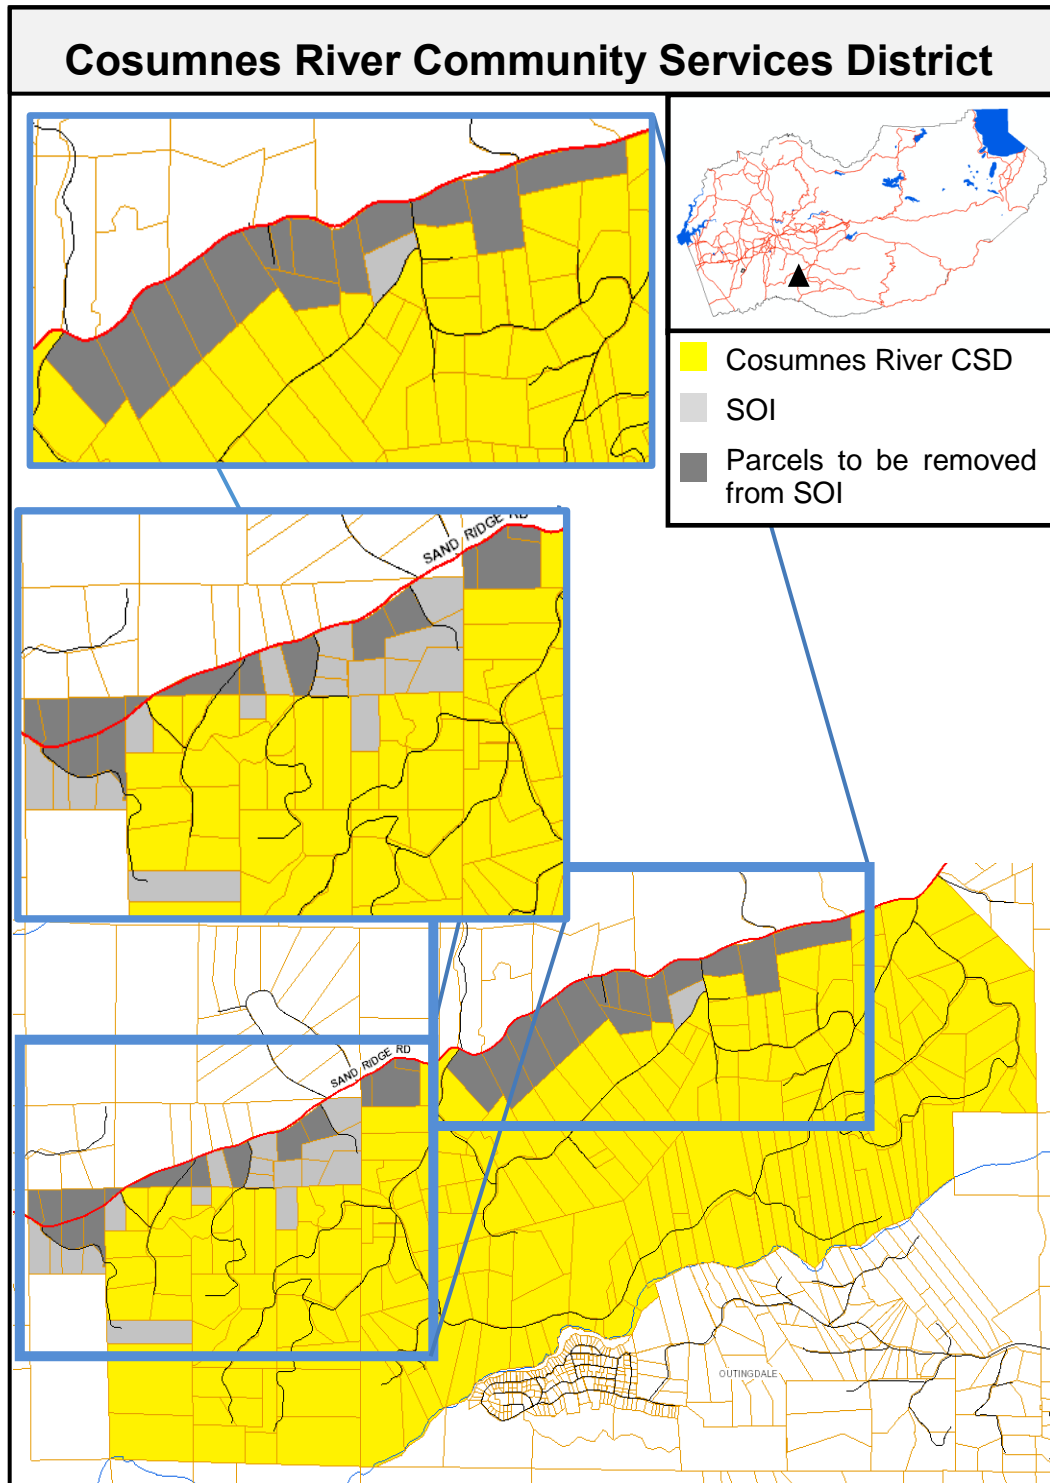 Cosumnes River Community Services District
Cosumnes River CSD
SOI
Parcels to be removed
from SOI
SAND RIDGE RD
SAND RIDGE RD
OUTINGDALE